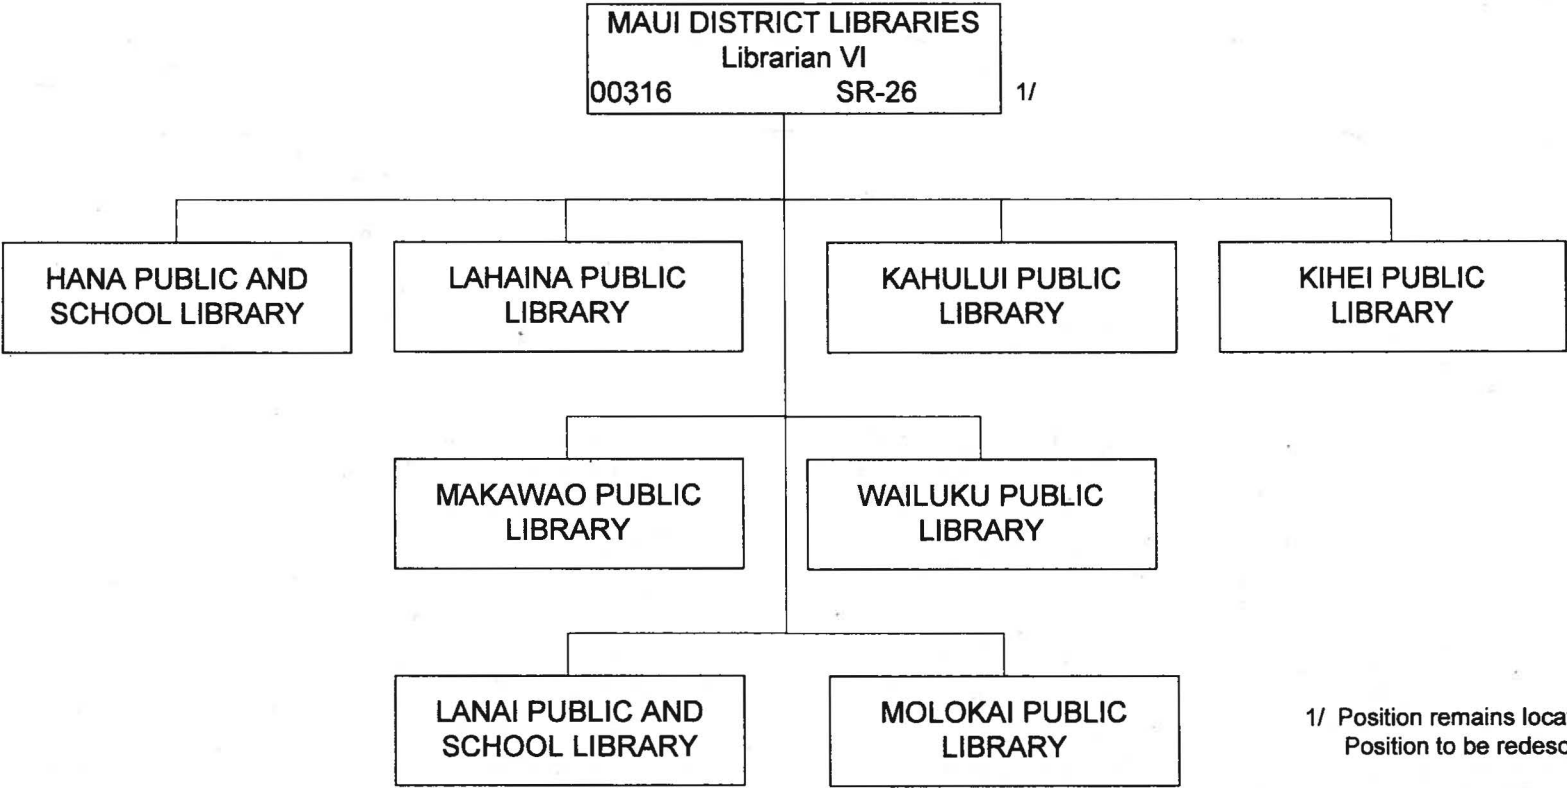 MAUI DISTRICT LIBRARIES
Librarian VI
00316 SR-26 1/
HANA PUBLIC AND
SCHOOL LIBRARY
LAHAINA PUBLIC
LIBRARY
KAHULUI PUBLIC
LIBRARY
KIHEI PUBLIC
LIBRARY
MAKAWAO PUBLIC
LIBRARY
WAILUKU PUBLIC
LIBRARY
LANAI PUBLIC AND
SCHOOL LIBRARY
MOLOKAI PUBLIC
LIBRARY
1/ Position remains
Position to be